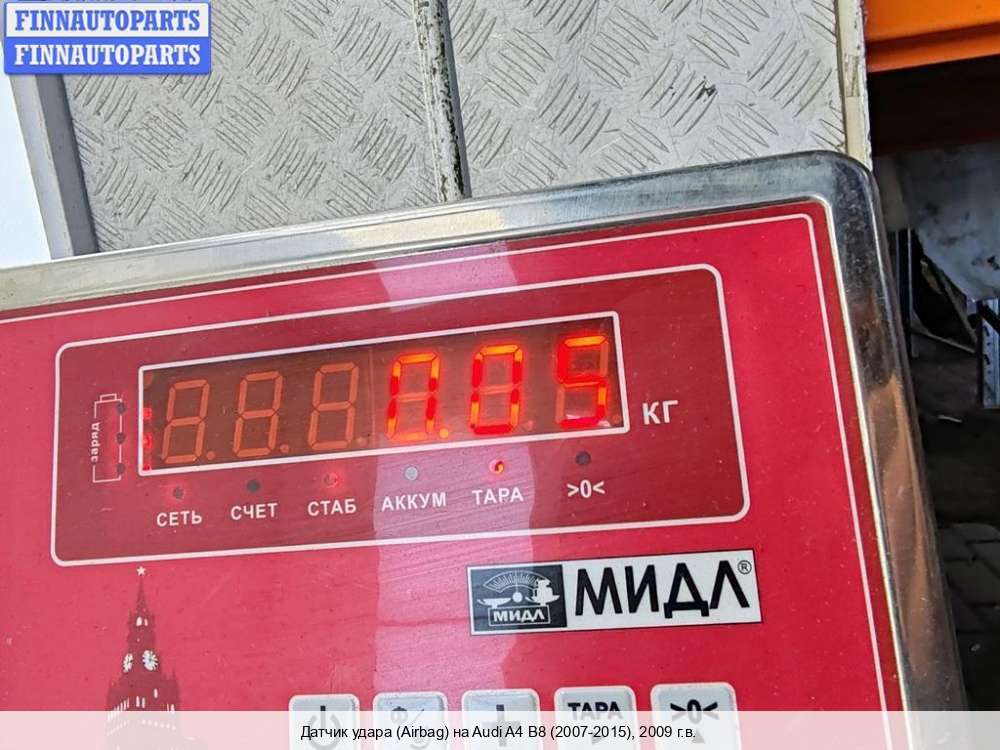 FINNAUTOPARTS
FINNAUTOPARTS
0.05
КГ
заряд
СЕТЬ СЧЕТ СТАБ АККУМ ТАРА >0<
МИДЛ МИДЛ®
ТАРА >0<
Датчик удара (Airbag) на Audi A4 B8 (2007-2015), 2009 г.в.